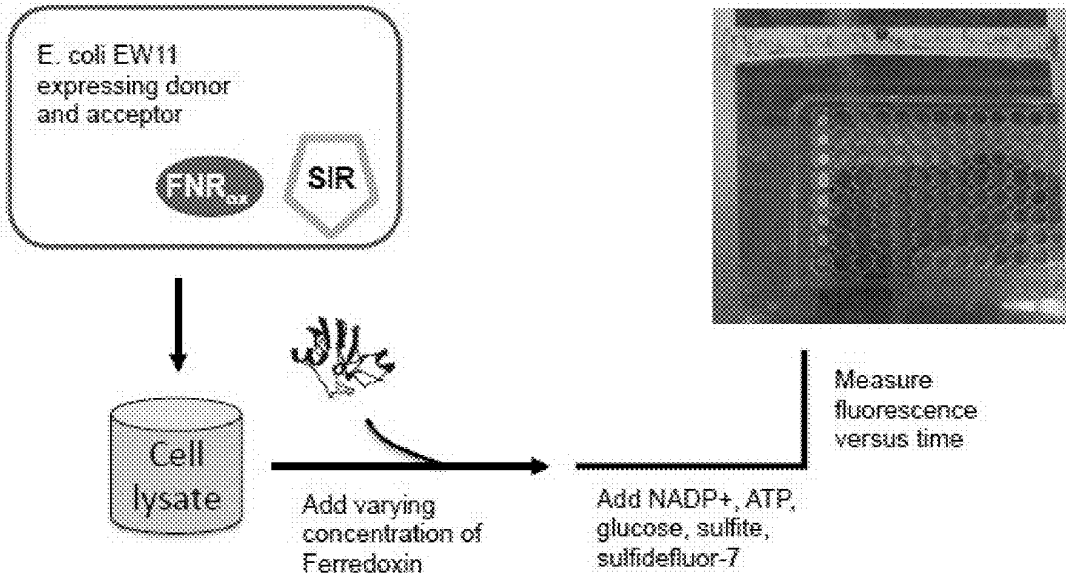 E. coli EW11
expressing donor
and acceptor
FNRox
SIR
Cell
lysate
Add varying
concentration of
Ferredoxin
Add NADP+, ATP,
glucose, sulfite,
sulfidefluor-7
Measure
fluorescence
versus time